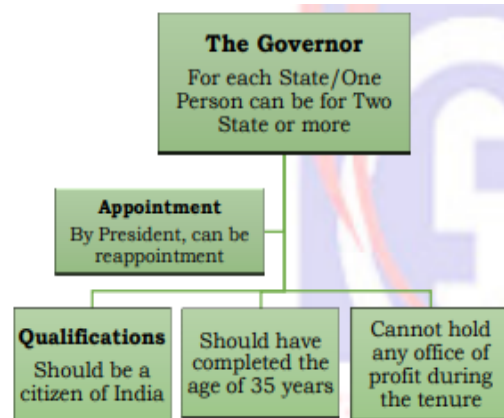 The Governor
For each State/One
Person can be for Two
State or more
Appointment
By President, can be
reappointment
Qualifications
Should be a
citizen of India
Should have
completed the
age of 35 years
Cannot hold
any office of
profit during
the tenure